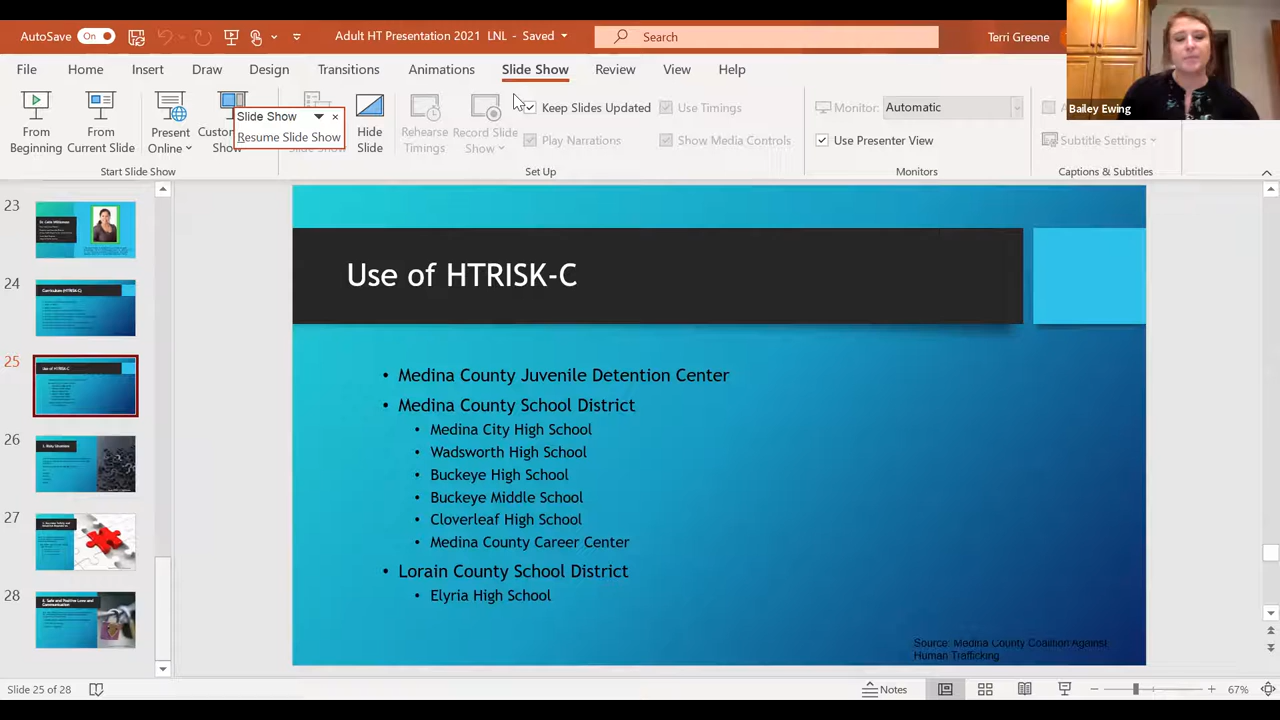 AutoSave On
Adult HT Presentation 2021 LNL - Saved
Search
Terri Greene
File Home Insert Draw Design Transitions Animations Slide Show Review View Help
Bailey Ewing
From Beginning
From Current Slide
Present Online
Custom Show
Slide Show
Resume Slide Show
Hide Slide
Rehearse Timings
Record Slide Show
Keep Slides Updated
Play Narrations
Use Timings
Show Media Controls
Monitor: Automatic
Use Presenter View
Subtitle Settings
Start Slide Show
Set Up
Monitors
Captions & Subtitles
23
24
25
26
27
28
Use of HTRISK-C
• Medina County Juvenile Detention Center
• Medina County School District
• Medina City High School
• Wadsworth High School
• Buckeye High School
• Buckeye Middle School
• Cloverleaf High School
• Medina County Career Center
• Lorain County School District
• Elyria High School
Source: Medina County Coalition Against
Human Trafficking
Slide 25 of 28
Notes
67%